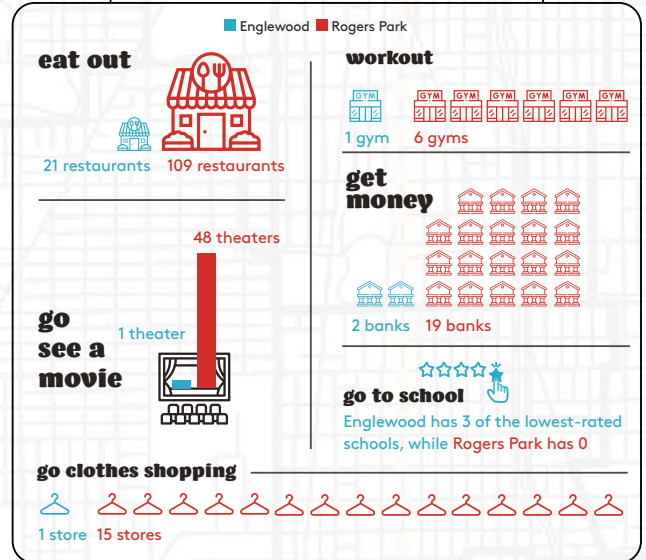 Englewood Rogers Park
eat out
21 restaurants 109 restaurants
workout
GYM GYM GYM GYM GYM GYM GYM
1 gym 6 gyms
get
money
2 banks 19 banks
48 theaters
1 theater
go
see a
movie
go to school
Englewood has 3 of the lowest-rated
schools, while Rogers Park has 0
go clothes shopping
1 store 15 stores